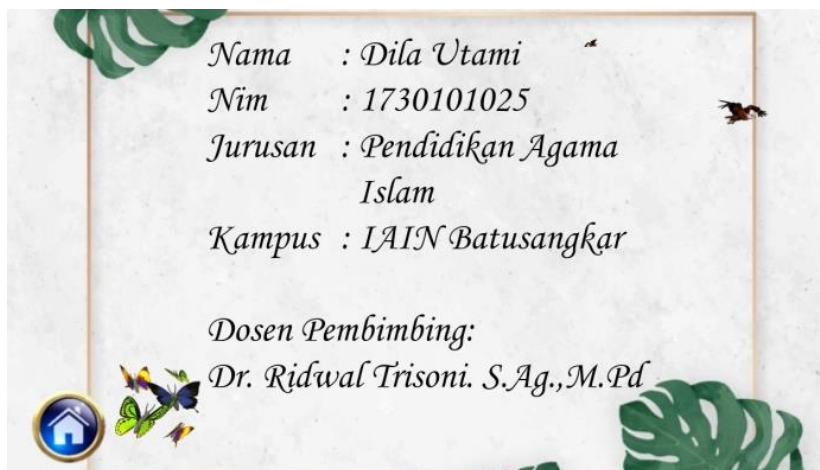 Nama : Dila Utami
Nim : 1730101025
Jurusan : Pendidikan Agama
Islam
Kampus : IAIN Batusangkar
Dosen Pembimbing:
Dr. Ridwal Trisoni. S.Ag.,M.Pd